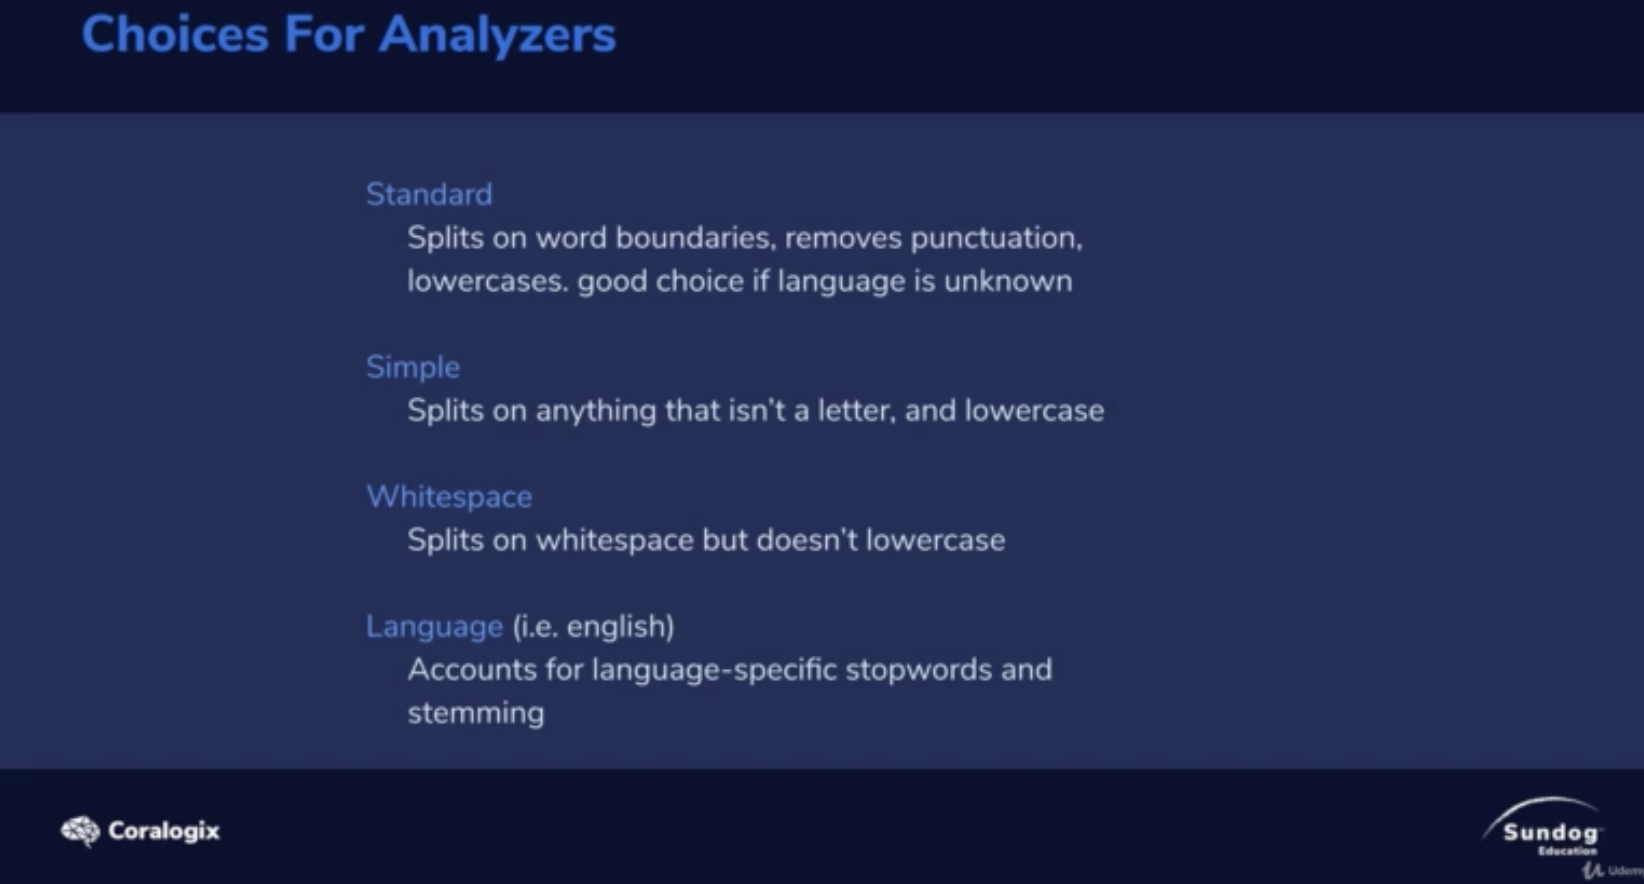 Choices For Analyzers
Standard
Splits on word boundaries, removes punctuation,
lowercases. good choice if language is unknown
Simple
Splits on anything that isn't a letter, and lowercase
Whitespace
Splits on whitespace but doesn't lowercase
Language (i.e. english)
Accounts for language-specific stopwords and
stemming
Coralogix
Sundog
Education